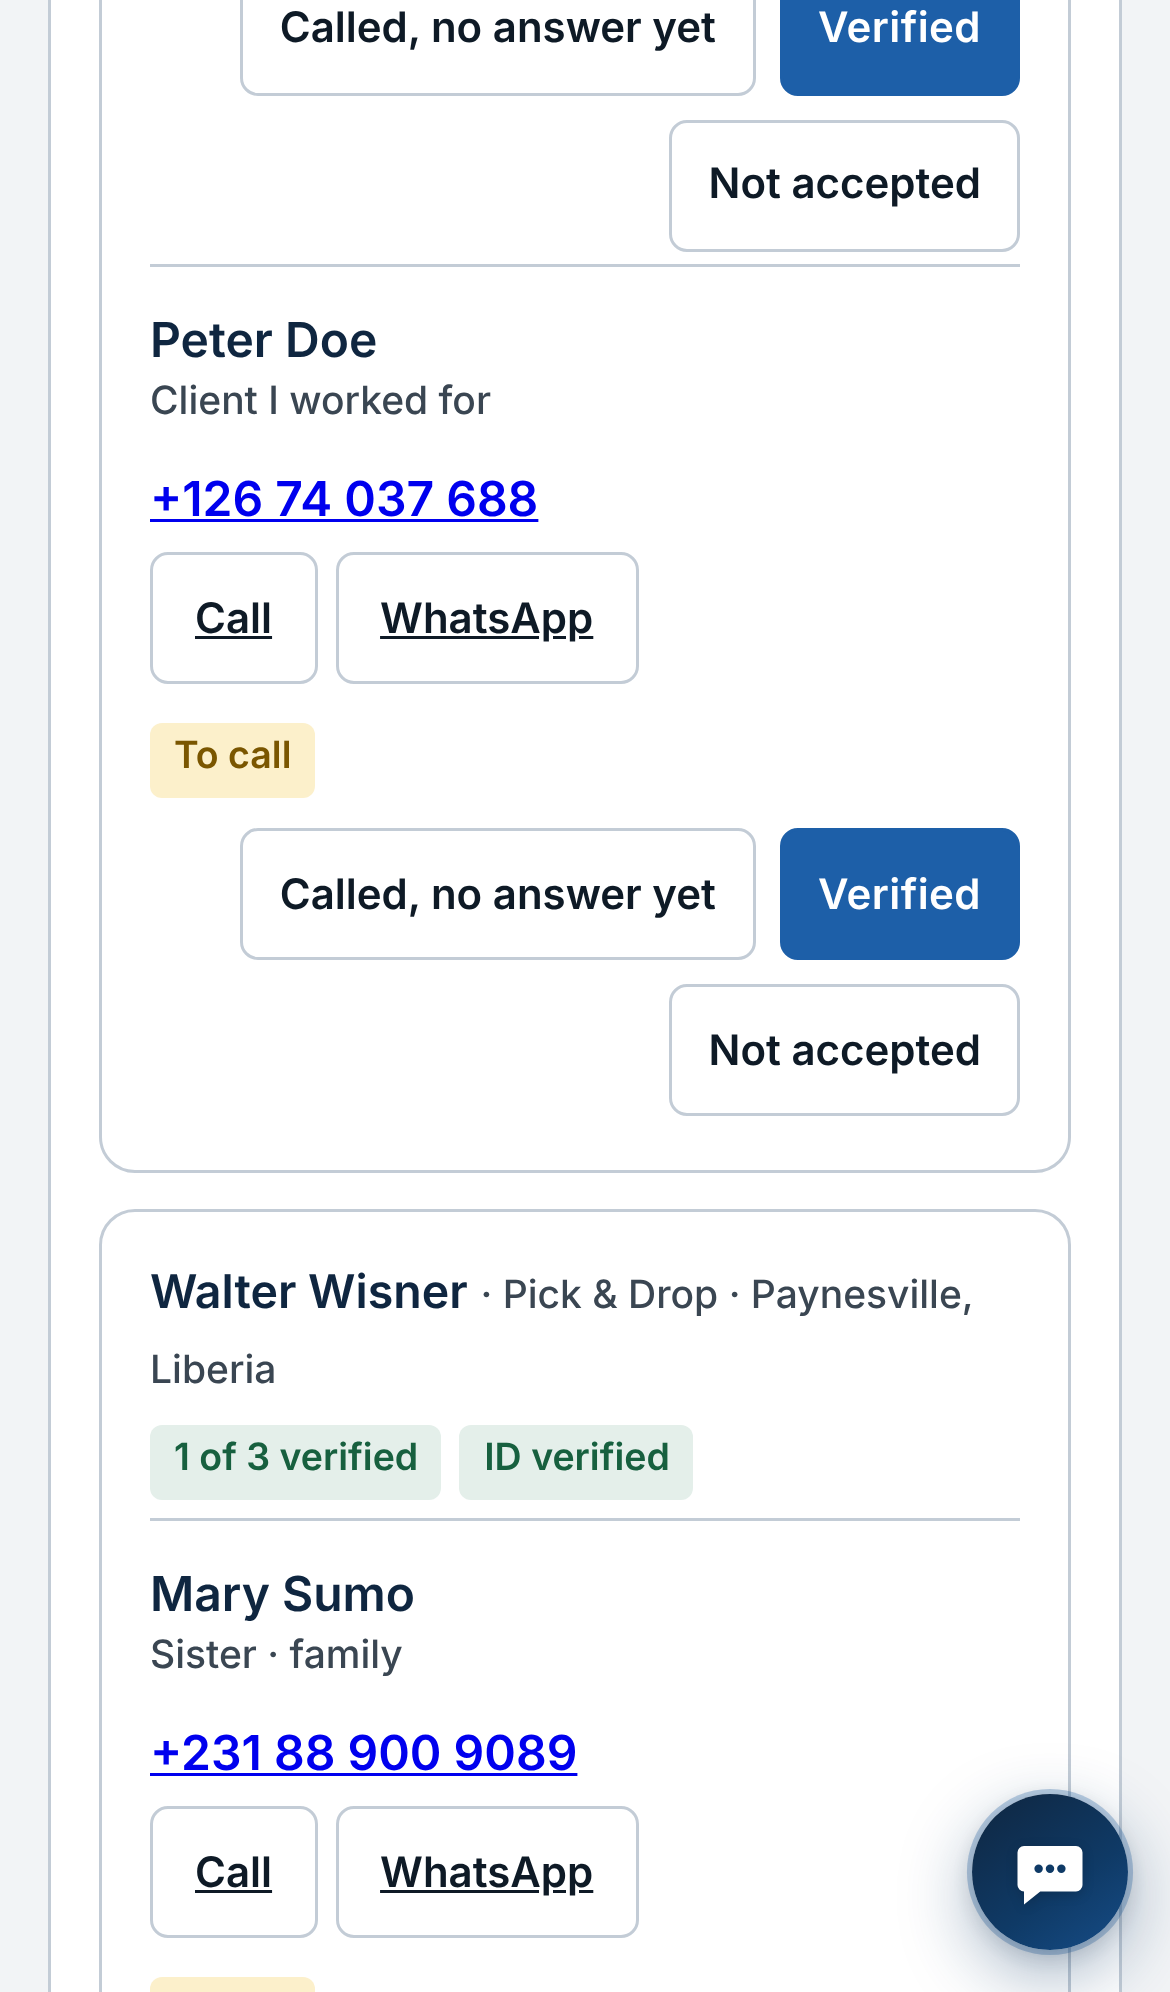 Called, no answer yet
Verified
Not accepted
Peter Doe
Client I worked for
+126 74 037 688
Call
WhatsApp
To call
Called, no answer yet
Verified
Not accepted
Walter Wisner · Pick & Drop · Paynesville,
Liberia
1 of 3 verified
ID verified
Mary Sumo
Sister · family
+231 88 900 9089
Call
WhatsApp